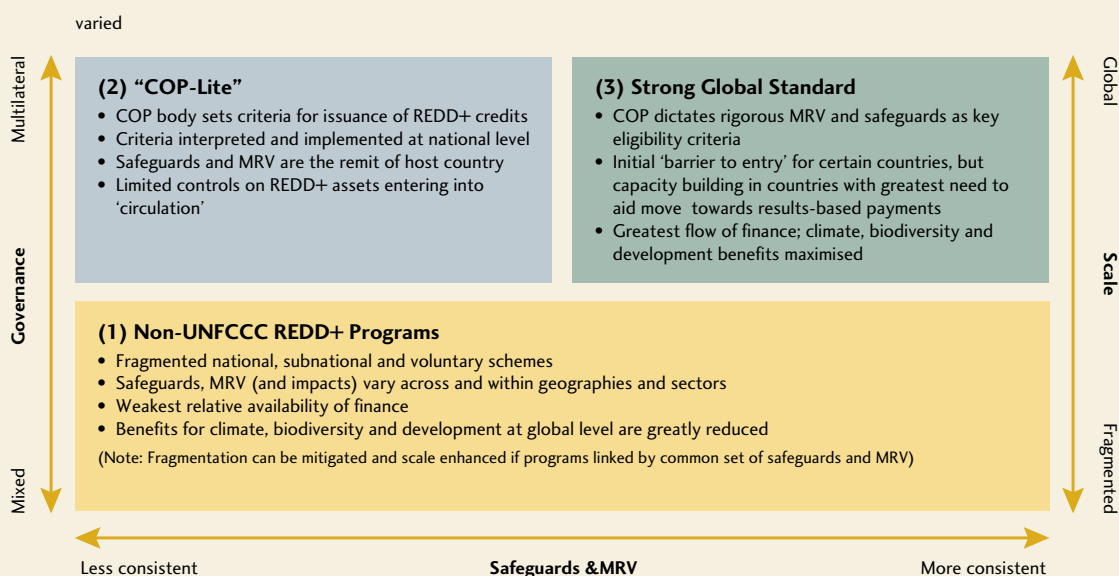 varied
Multilateral
Governance
Mixed
(2) “COP-Lite”
• COP body sets criteria for issuance of REDD+ credits
• Criteria interpreted and implemented at national level
• Safeguards and MRV are the remit of host country
• Limited controls on REDD+ assets entering into
‘circulation’
(3) Strong Global Standard
• COP dictates rigorous MRV and safeguards as key
eligibility criteria
• Initial ‘barrier to entry’ for certain countries, but
capacity building in countries with greatest need to
aid move towards results-based payments
• Greatest flow of finance; climate, biodiversity and
development benefits maximised
Global
Scale
Fragmented
(1) Non-UNFCCC REDD+ Programs
• Fragmented national, subnational and voluntary schemes
• Safeguards, MRV (and impacts) vary across and within geographies and sectors
• Weakest relative availability of finance
• Benefits for climate, biodiversity and development at global level are greatly reduced
(Note: Fragmentation can be mitigated and scale enhanced if programs linked by common set of safeguards and MRV)
Less consistent
Safeguards &MRV
More consistent